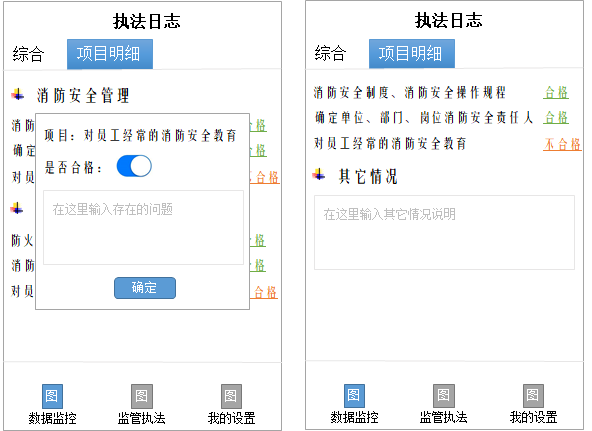 执法日志
综合 项目明细
消防安全管理
消防 合格
确定 合格
对员 合格
项目：对员工经常的消防安全教育
是否合格：
在这里输入存在的问题
确定
防火 合格
消防 合格
对员 合格
图 图 图
数据监控 监管执法 我的设置
执法日志
综合 项目明细
消防安全制度、消防安全操作规程 合格
确定单位、部门、岗位消防安全责任人 合格
对员工经常的消防安全教育 不合格
其它情况
在这里输入其它情况说明
图 图 图
数据监控 监管执法 我的设置